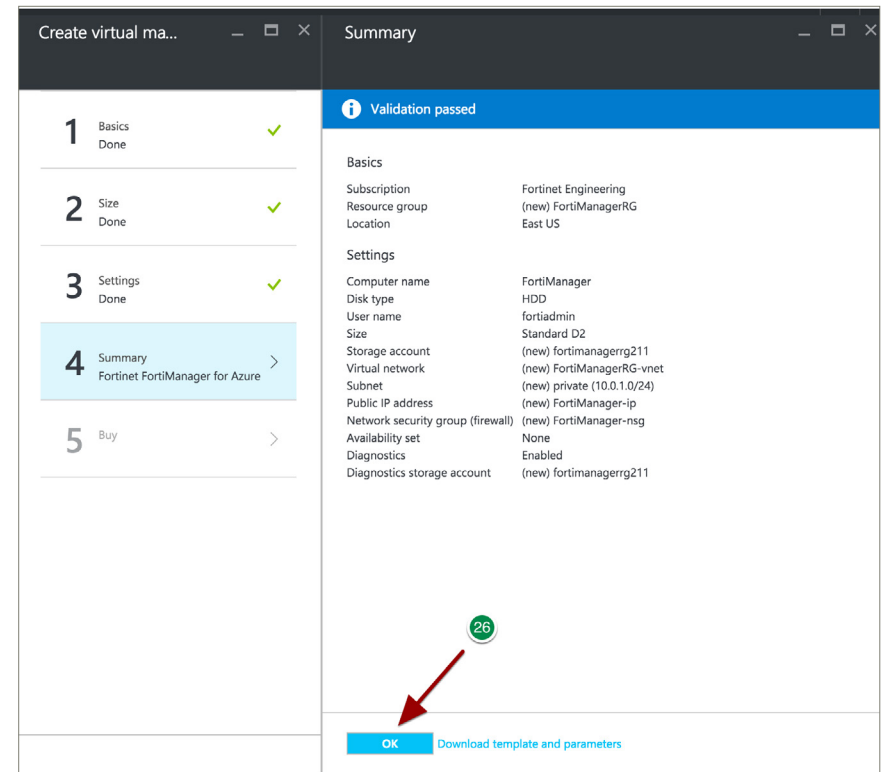 Create virtual ma...
Summary
1
Basics
Done
2
Size
Done
3
Settings
Done
4
Summary
Fortinet FortiManager for Azure
5
Buy
Validation passed
Basics
Subscription Fortinet Engineering
Resource group (new) FortiManagerRG
Location East US
Settings
Computer name FortiManager
Disk type HDD
User name fortiadmin
Size Standard D2
Storage account (new) fortimanagerrg211
Virtual network (new) FortiManagerRG-vnet
Subnet (new) private (10.0.1.0/24)
Public IP address (new) FortiManager-ip
Network security group (firewall) (new) FortiManager-nsg
Availability set None
Diagnostics Enabled
Diagnostics storage account (new) fortimanagerrg211
26
OK Download template and parameters